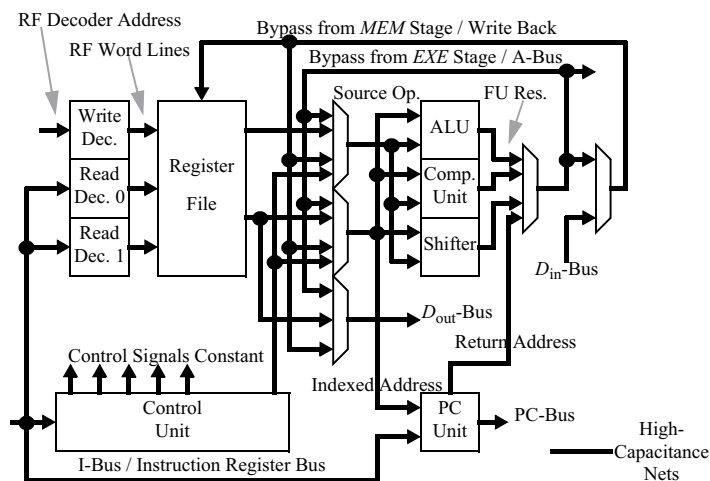 RF Decoder Address
RF Word Lines
Bypass from MEM Stage / Write Back
Bypass from EXE Stage / A-Bus
Source Op.
FU Res.
Write
Dec.
Read
Dec. 0
Read
Dec. 1
Register
File
ALU
Comp.
Unit
Shifter
Din-Bus
Dout-Bus
Return Address
Control Signals Constant
Indexed Address
Control
Unit
PC
Unit
PC-Bus
I-Bus / Instruction Register Bus
High-
Capacitance
Nets